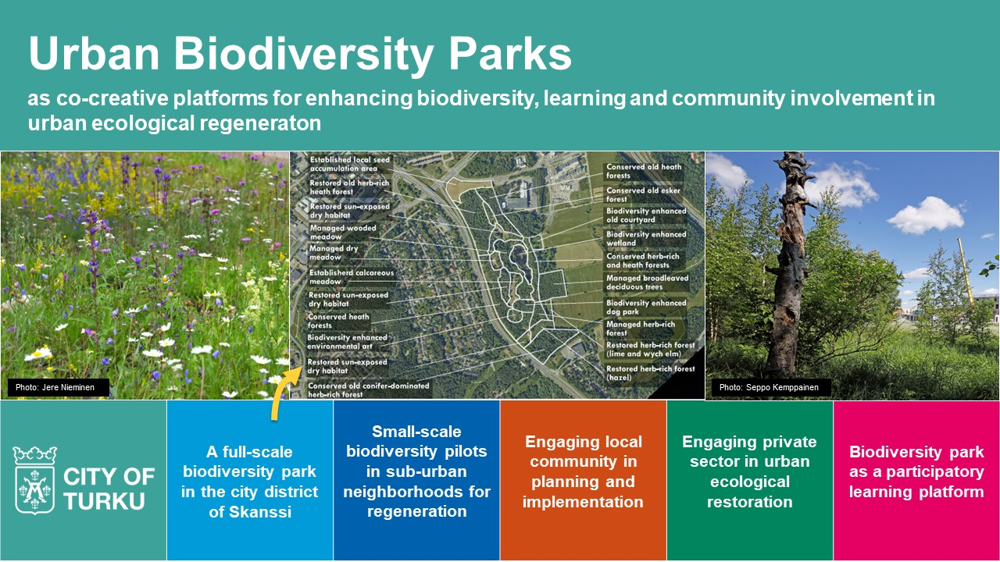 Urban Biodiversity Parks
as co-creative platforms for enhancing biodiversity, learning and community involvement in
urban ecological regeneraton
Established local seed
accumulation area
Restored old herb-rich
heath forest
Restored sun-exposed
dry habitat
Managed wooded
meadow
Managed dry
meadow
Establisherd calcareous
meadow
Restored sun-exposed
dry habitat
Conserved heath
forests
Biodiversity enhanced
environmental art
Restored sun-exposed
dry habitat
Conserved old conifer-dominated
herb-rich forest
Conserved old heath
forests
Conserved old esker
forest
Biodiversity enhanced
old courtyard
Biodiversity enhanced
wetland
Conserved herb-rich
and heath forests
Managed broadleaved
deciduous trees
Biodiversity enhanced
dog park
Managed herb-rich
forest
Restored herb-rich forest
(lime and wych elm)
Restored herb-rich forest
(hazel)
Photo: Jere Nieminen
Photo: Seppo Kemppainen
CITY OF
TURKU
A full-scale
biodiversity park
in the city district
of Skanssi
Small-scale
biodiversity pilots
in sub-urban
neighborhoods for
regeneration
Engaging local
community in
planning and
implementation
Engaging private
sector in urban
ecological
restoration
Biodiversity park
as a participatory
learning platform